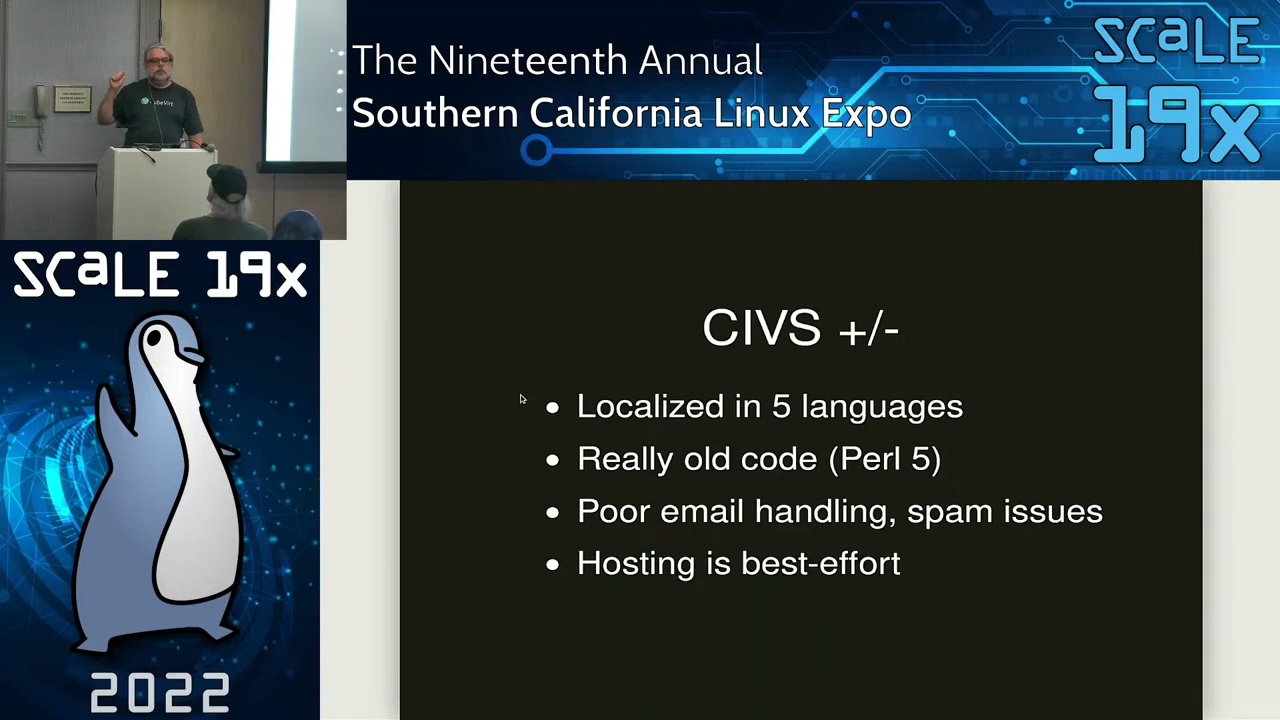 The Nineteenth Annual
Southern California Linux Expo
SCaLE
19x
SCaLE 19x
2022
CIVS +/-
• Localized in 5 languages
• Really old code (Perl 5)
• Poor email handling, spam issues
• Hosting is best-effort